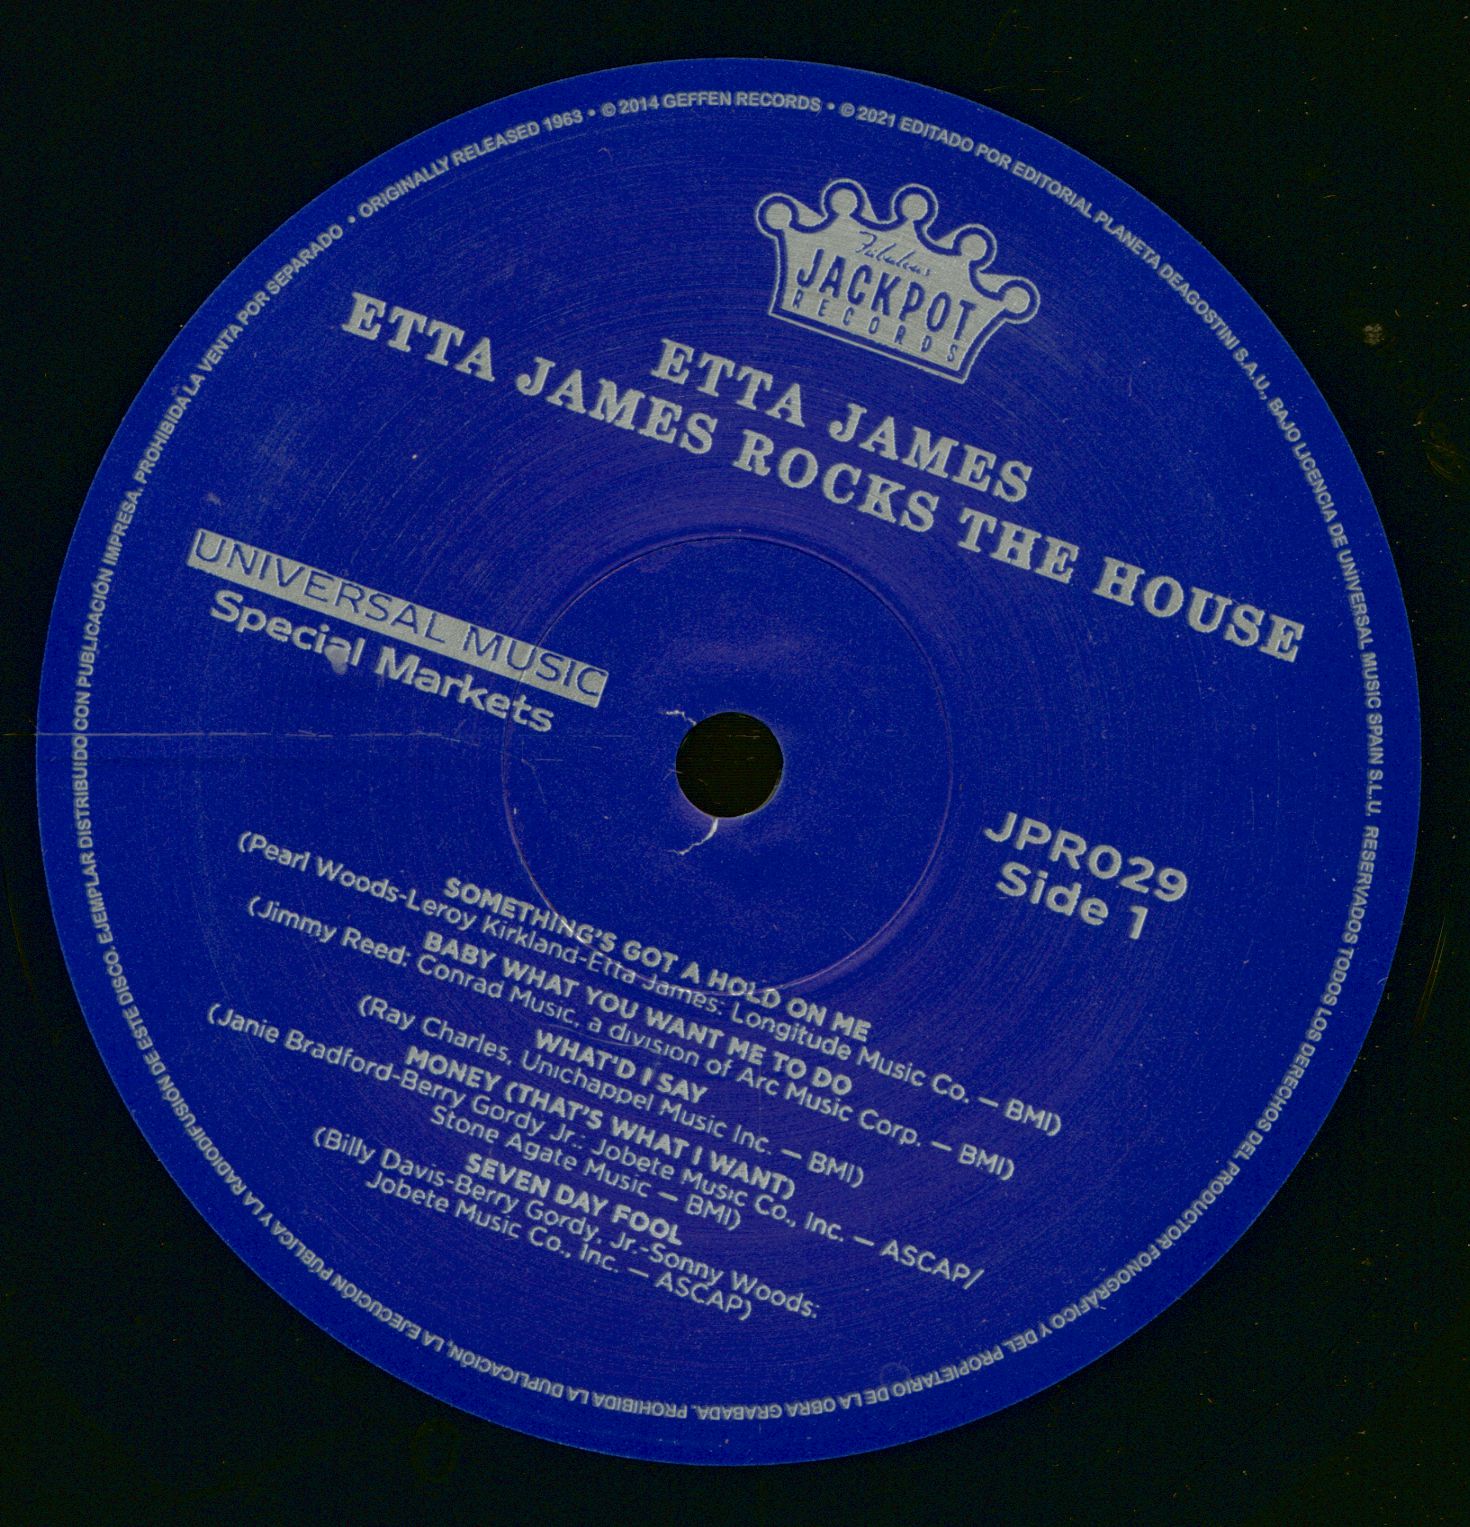 ORIGINALLY RELEASED 1963 • © 2014 GEFFEN RECORDS • © 2021 EDITADO POR EDITORIAL PLANETA DEAGOSTINI S.A.U., BAJO LICENCIA DE UNIVERSAL MUSIC SPAIN S.L.U. RESERVADOS TODOS LOS DERECHOS DEL PRODUCTOR FONOGRÁFICO Y DEL PROPIETARIO DE LA OBRA GRABADA. PROHIBIDA LA DUPLICACIÓN, LA EJECUCIÓN PÚBLICA Y LA RADIODIFUSIÓN DE ESTE DISCO. EJEMPLAR DISTRIBUIDO CON PUBLICACIÓN IMPRESA. PROHIBIDA LA VENTA POR SEPARADO •
Fabulous
JACKPOT
RECORDS
ETTA JAMES
ETTA JAMES ROCKS THE HOUSE
UNIVERSAL MUSIC
Special Markets
JPR029
Side 1
SOMETHING'S GOT A HOLD ON ME
(Pearl Woods-Leroy Kirkland-Etta James; Longitude Music Co. — BMI)
BABY WHAT YOU WANT ME TO DO
(Jimmy Reed; Conrad Music, a division of Arc Music Corp. — BMI)
WHAT'D I SAY
(Ray Charles, Unichappel Music Inc. — BMI)
MONEY (THAT'S WHAT I WANT)
(Janie Bradford-Berry Gordy Jr.; Jobete Music Co., Inc. — ASCAP/
Stone Agate Music — BMI)
SEVEN DAY FOOL
(Billy Davis-Berry Gordy, Jr.-Sonny Woods;
Jobete Music Co., Inc. — ASCAP)